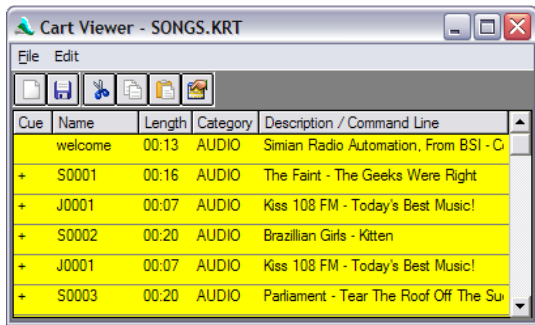 Cart Viewer - SONGS.KRT
File Edit
Cue Name Length Category Description / Command Line
welcome 00:13 AUDIO Simian Radio Automation, From BSI -
+ S0001 00:16 AUDIO The Faint - The Geeks Were Right
+ J0001 00:07 AUDIO Kiss 108 FM - Today's Best Music!
+ S0002 00:20 AUDIO Brazillian Girls - Kitten
+ J0001 00:07 AUDIO Kiss 108 FM - Today's Best Music!
+ S0003 00:20 AUDIO Parliament - Tear The Roof Off The